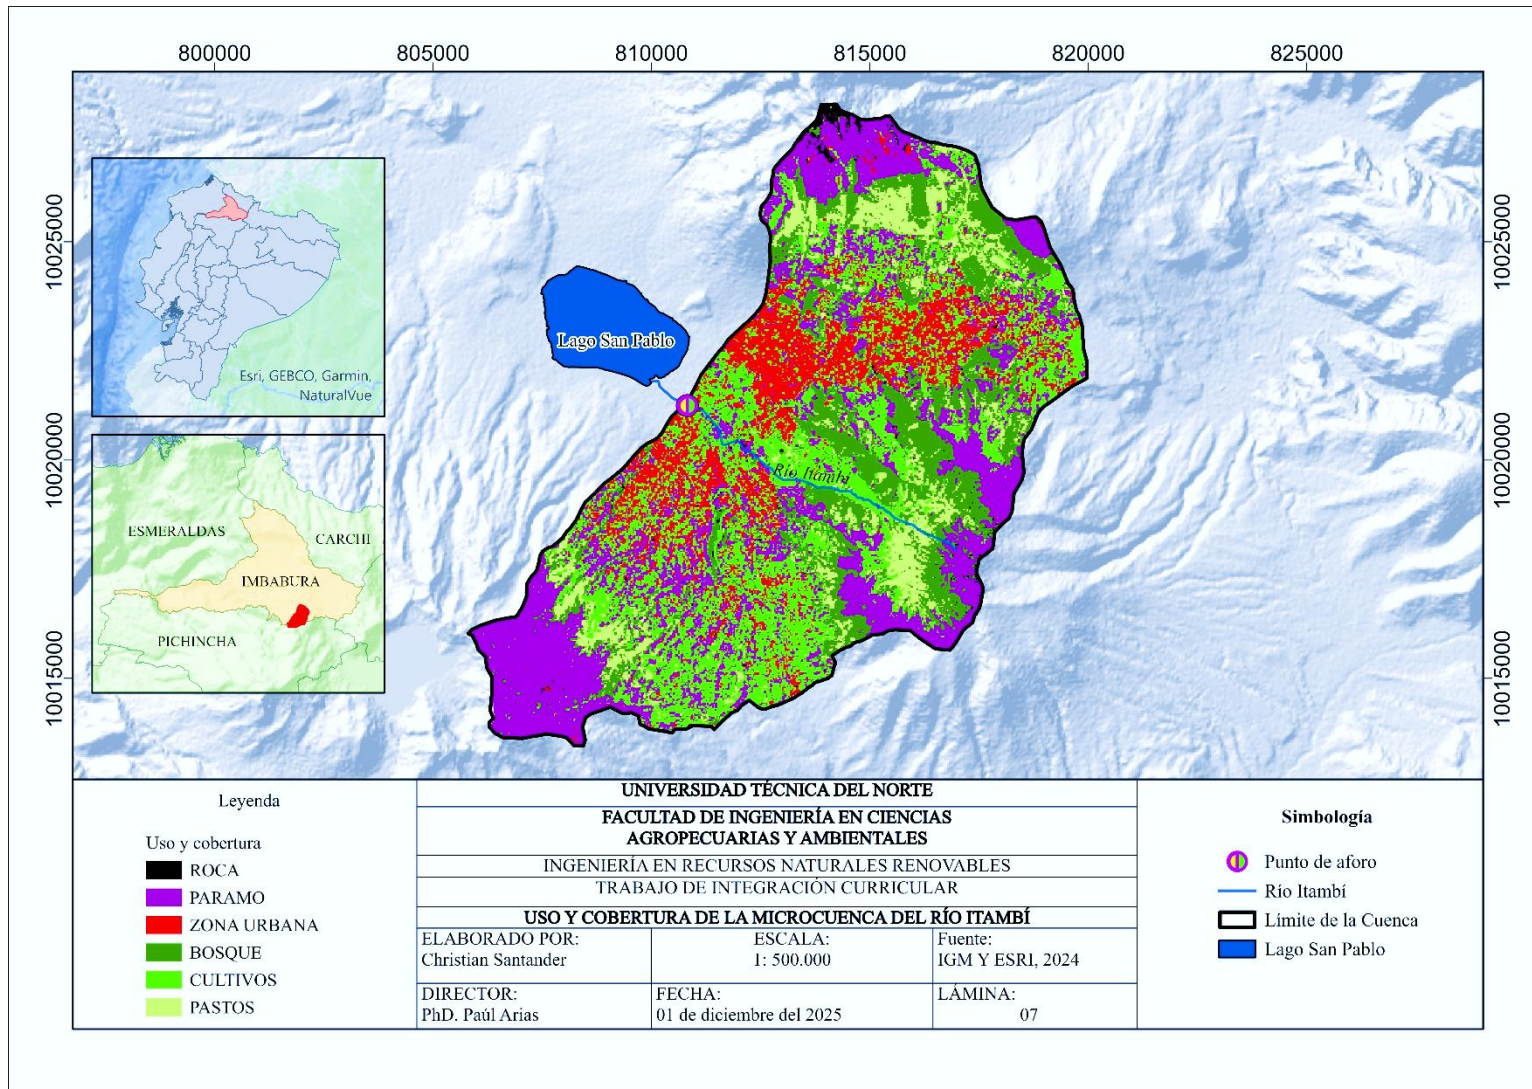 800000
805000
810000
815000
820000
825000
10025000
10020000
10015000
10025000
10020000
10015000
Esri, GEBCO, Garmin,
NaturalVue
ESMERALDAS
CARCHI
IMBABURA
PICHINCHA
Lago San Pablo
Río Itambí
Leyenda
Uso y cobertura
ROCA
PARAMO
ZONA URBANA
BOSQUE
CULTIVOS
PASTOS
UNIVERSIDAD TÉCNICA DEL NORTE
FACULTAD DE INGENIERÍA EN CIENCIAS
AGROPECUARIAS Y AMBIENTALES
INGENIERÍA EN RECURSOS NATURALES RENOVABLES
TRABAJO DE INTEGRACIÓN CURRICULAR
USO Y COBERTURA DE LA MICROCUENCA DEL RÍO ITAMBÍ
ELABORADO POR:
Christian Santander
ESCALA:
1: 500.000
Fuente:
IGM Y ESRI, 2024
DIRECTOR:
PhD. Paúl Arias
FECHA:
01 de diciembre del 2025
LÁMINA:
07
Simbología
Punto de aforo
Río Itambí
Límite de la Cuenca
Lago San Pablo